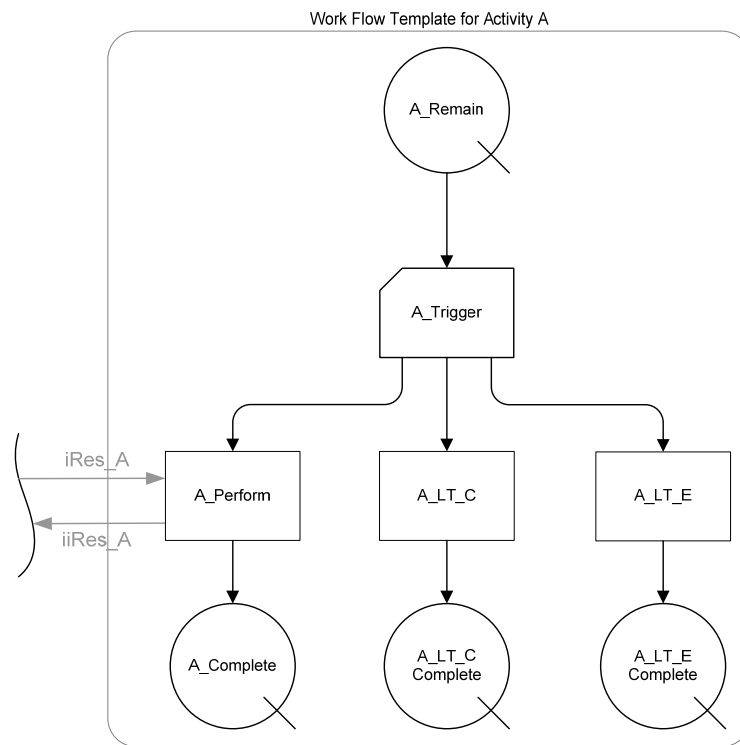 Work Flow Template for Activity A
A_Remain
A_Trigger
iRes_A
A_Perform
A_LT_C
A_LT_E
iiRes_A
A_Complete
A_LT_C
Complete
A_LT_E
Complete